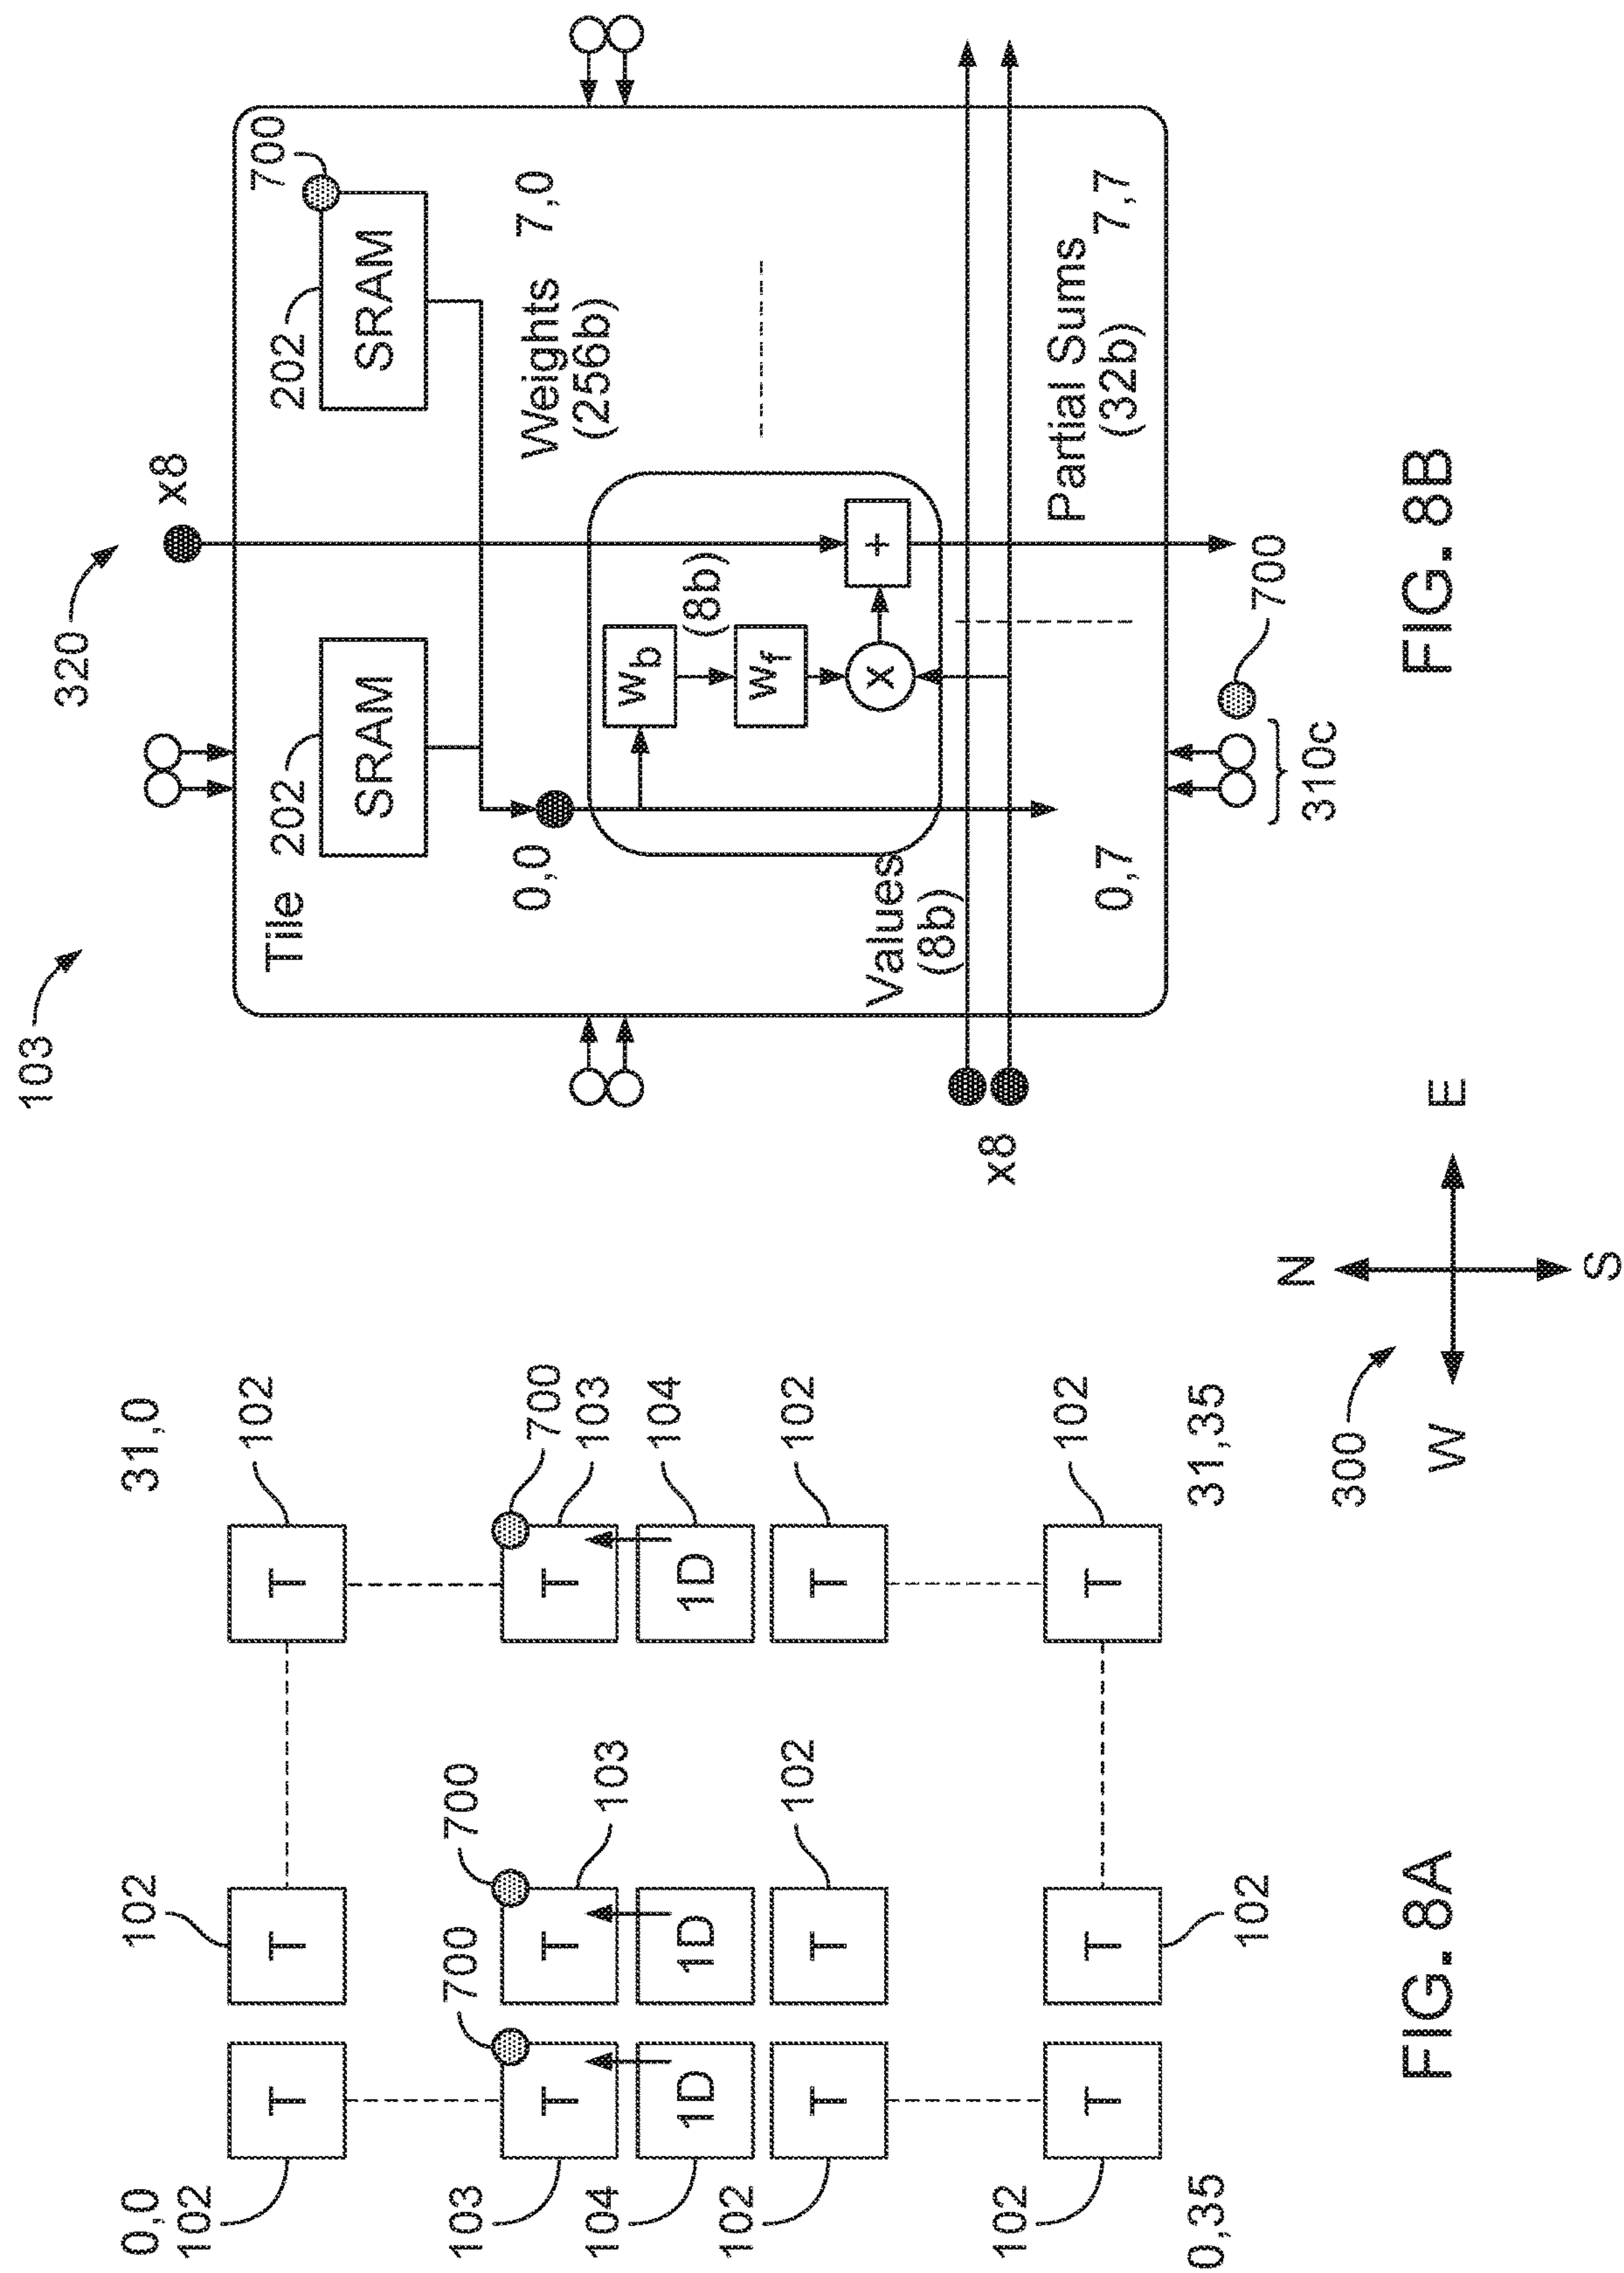 0,0
102
31,0
102
102
T
T
T
700
700
700
103
T
T
103
T
103
104
1D
1D
1D
104
102
T
T
102
T
102
102
T
T
T
102
0,35
102
31,35
FIG. 8A
300
N
W
E
S
103
320
x8
Tile
202
SRAM
202
SRAM
700
0,0
Weights 7,0
(256b)
wb
(8b)
wf
X
+
Values
(8b)
x8
Partial Sums
(32b)
0,7
7,7
310c
700
FIG. 8B